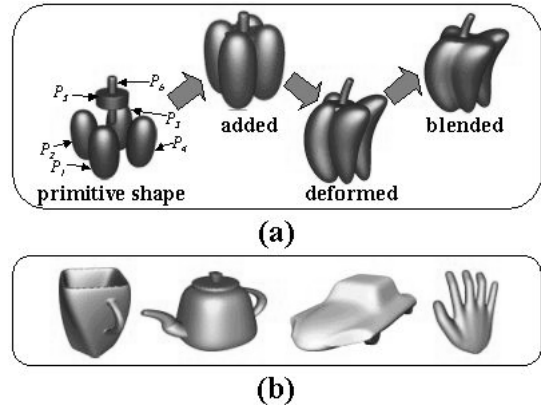 P6
P5
P3
P2
P4
P1
added
blended
primitive shape
deformed
(a)
(b)